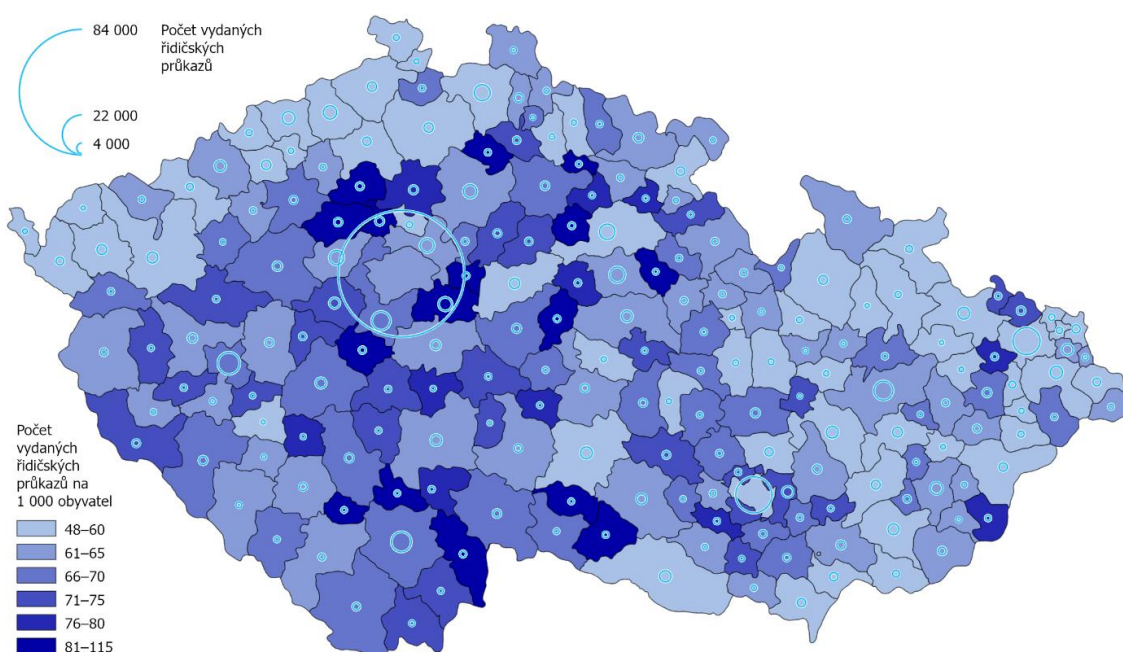 84 000
Počet vydaných
řidičských
průkazů
22 000
4 000
Počet
vydaných
řidičských
průkazů na
1 000 obyvatel
48–60
61–65
66–70
71–75
76–80
81–115